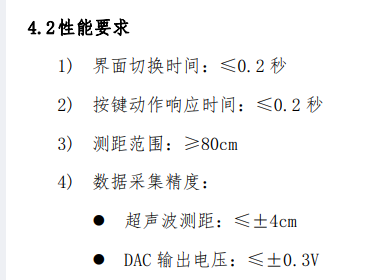 4.2 性能要求
1) 界面切换时间：≤0.2 秒
2) 按键动作响应时间：≤0.2 秒
3) 测距范围：≥80cm
4) 数据采集精度：
● 超声波测距：≤±4cm
● DAC 输出电压：≤±0.3V